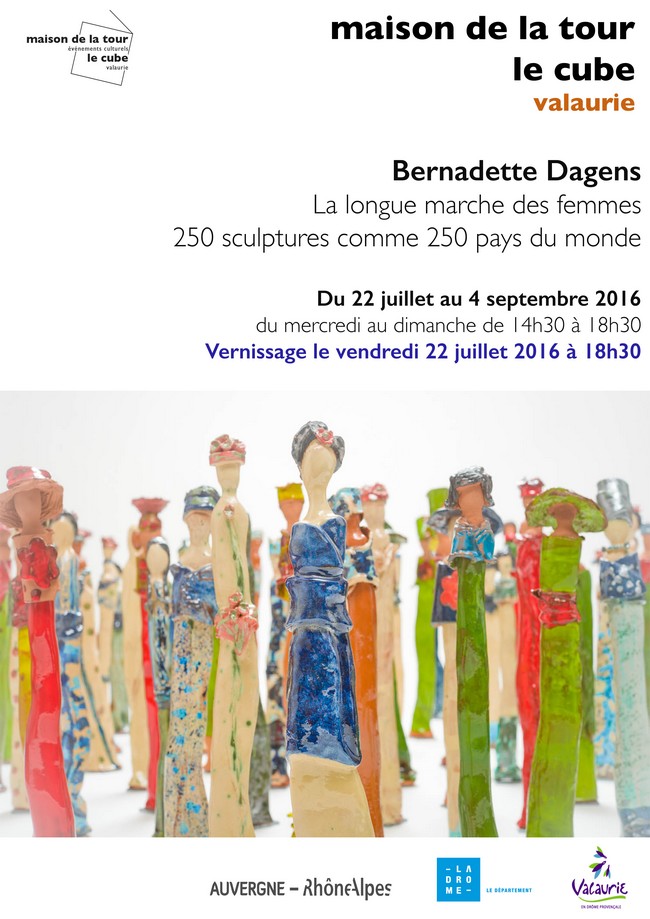 maison de la tour
événements culturels
le cube
valaurie
maison de la tour
le cube
valaurie
Bernadette Dagens
La longue marche des femmes
250 sculptures comme 250 pays du monde
Du 22 juillet au 4 septembre 2016
du mercredi au dimanche de 14h30 à 18h30
Vernissage le vendredi 22 juillet 2016 à 18h30
AUVERGNE – RhôneAlpes
– LA
DRO
ME –
LE DÉPARTEMENT
Valaurie
EN DRÔME PROVENÇALE